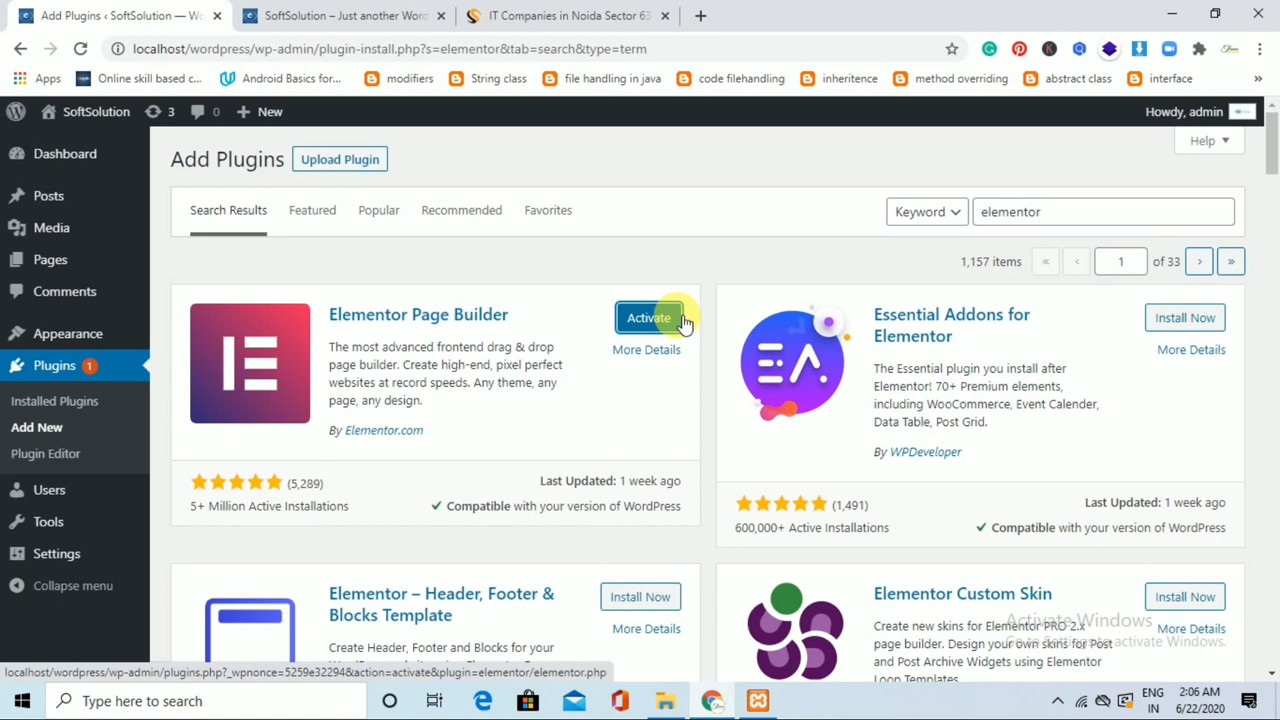 Add Plugins ‹ SoftSolution — Wo
SoftSolution – Just another Word
IT Companies in Noida Sector 63
localhost/wordpress/wp-admin/plugin-install.php?s=elementor&tab=search&type=term
Apps
Online skill based c...
Android Basics for...
modifiers
String class
file handling in java
code filehandling
inheritence
method overriding
abstract class
interface
»
SoftSolution
3
0
New
Howdy, admin
Dashboard
Posts
Media
Pages
Comments
Appearance
Plugins 1
Installed Plugins
Add New
Plugin Editor
Users
Tools
Settings
Collapse menu
Add Plugins
Upload Plugin
Help
Search Results
Featured
Popular
Recommended
Favorites
Keyword
elementor
1,157 items « ‹ 1 of 33 › »
Elementor Page Builder
Activate
More Details
The most advanced frontend drag & drop
page builder. Create high-end, pixel perfect
websites at record speeds. Any theme, any
page, any design.
By Elementor.com
(5,289)
5+ Million Active Installations
Last Updated: 1 week ago
Compatible with your version of WordPress
EA
Essential Addons for
Elementor
Install Now
More Details
The Essential plugin you install after
Elementor! 70+ Premium elements,
including WooCommerce, Event Calender,
Data Table, Post Grid.
By WPDeveloper
(1,491)
600,000+ Active Installations
Last Updated: 1 week ago
Compatible with your version of WordPress
Elementor – Header, Footer &
Blocks Template
Install Now
More Details
Create Header, Footer and Blocks for your
Elementor Custom Skin
Install Now
More Details
Create new skins for Elementor PRO 2.x
page builder. Design your own skins for Post
and Post Archive Widgets using Elementor
Loop Templates.
Activate Windows
Go to Settings to activate Windows.
localhost/wordpress/wp-admin/plugins.php?_wpnonce=5259e32294&action=activate&plugin=elementor/elementor.php
Type here to search
ENG
IN
2:06 AM
6/22/2020